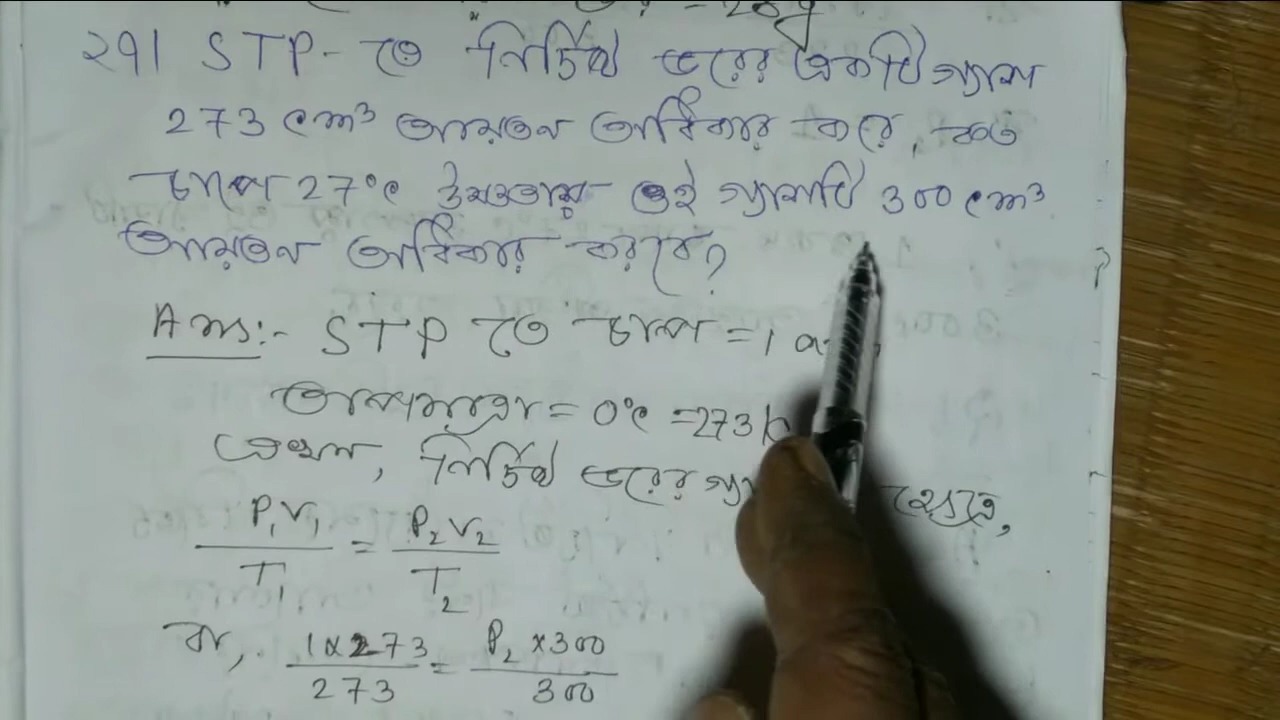 ২৭। STP- তে নির্দিষ্ট ভরের একটি গ্যাস
273 cm³ আয়তন অধিকার করে, কত
চাপে 27°C উষ্ণতায় ওই গ্যাসটি 300 cm³
আয়তন অধিকার করবে?
Ans:- STP তে চাপ = 1
তাপমাত্রা = 0°C = 273 k
এখন, নির্দিষ্ট ভরের ক্ষেত্রে,
P₁V₁ / T₁ = P₂V₂ / T₂
বা, 1 x 273 / 273 = P₂ x 300 / 300